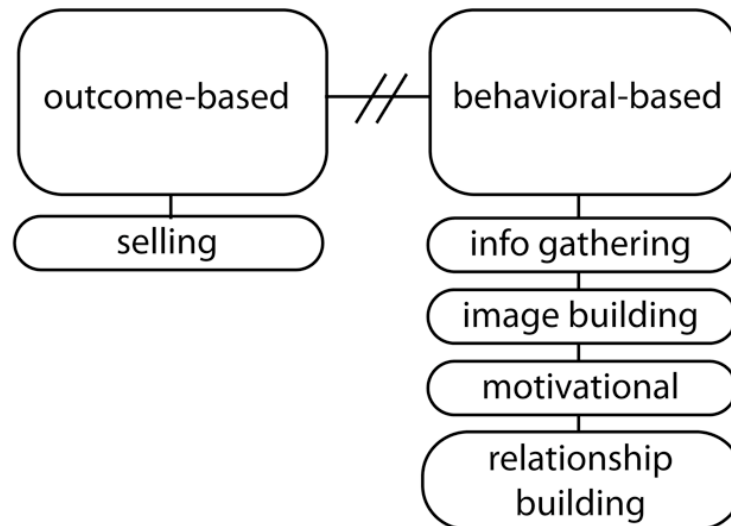 outcome-based
behavioral-based
selling
info gathering
image building
motivational
relationship
building